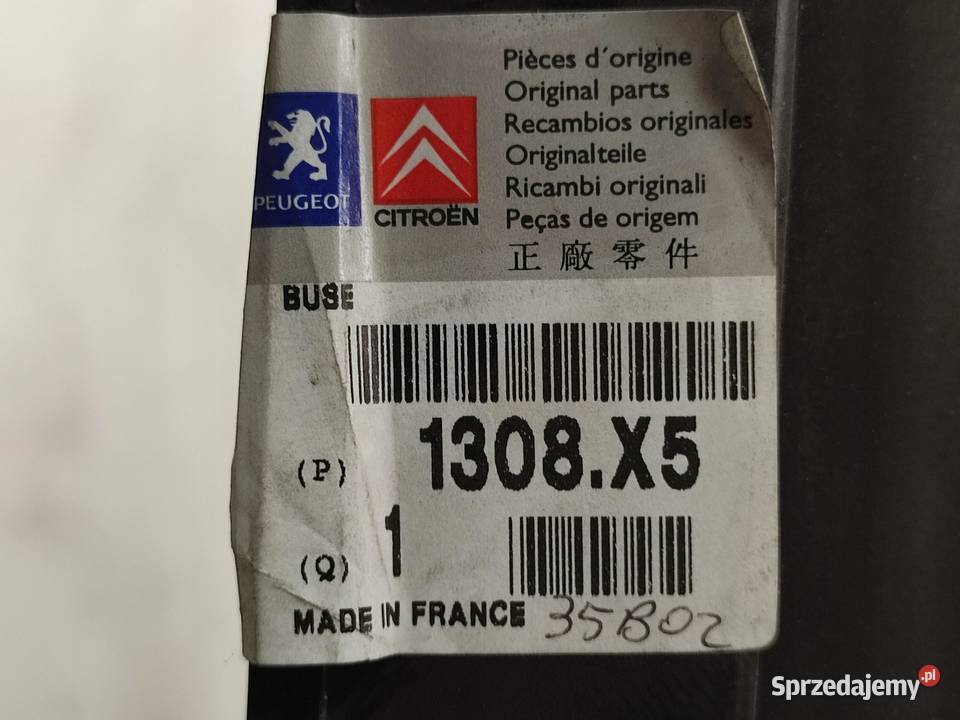 Pièces d'origine
Original parts
Recambios originales
Originalteile
Ricambi originali
Peças de origem
正廠零件
PEUGEOT
CITROËN
BUSE
(P) 1308.X5
(Q) 1
MADE IN FRANCE 35B02
Sprzedajemy.pl